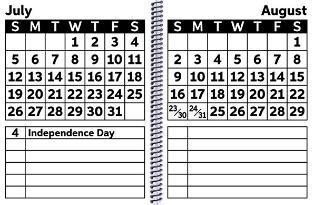 July
S M T W T F S
1 2 3 4
5 6 7 8 9 10 11
12 13 14 15 16 17 18
19 20 21 22 23 24 25
26 27 28 29 30 31
4 Independence Day
August
S M T W T F S
1
2 3 4 5 6 7 8
9 10 11 12 13 14 15
16 17 18 19 20 21 22
23/30 24/31 25 26 27 28 29